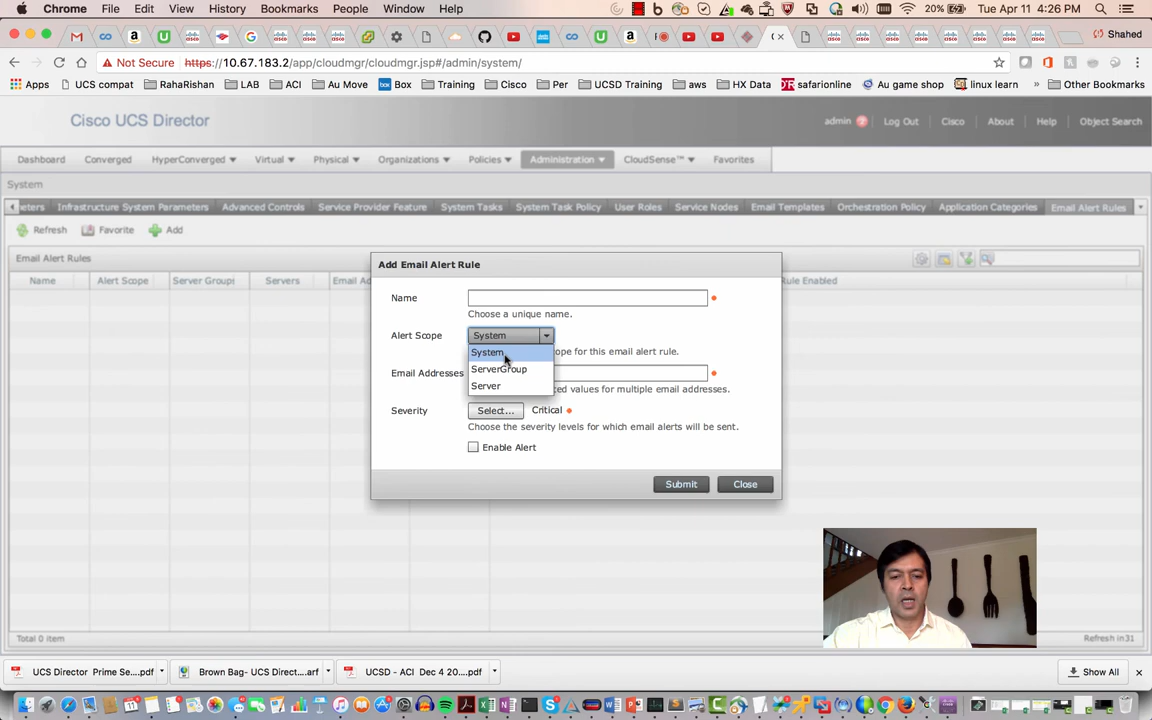 Chrome File Edit View History Bookmarks People Window Help
20% Tue Apr 11 4:26 PM
Shahed
Not Secure https://10.67.183.2/app/cloudmgr/cloudmgr.jsp#/admin/system/
Apps UCS compat RahaRishan LAB ACI Au Move Box Training Cisco Per UCSD Training aws HX Data safarionline Au game shop linux learn » Other Bookmarks
Cisco UCS Director
admin 2 Log Out Cisco About Help Object Search
Dashboard Converged HyperConverged Virtual Physical Organizations Policies Administration CloudSense™ Favorites
System
eters Infrastructure System Parameters Advanced Controls Service Provider Feature System Tasks System Task Policy User Roles Service Nodes Email Templates Orchestration Policy Application Categories Email Alert Rules
Refresh Favorite Add
Email Alert Rules
Name Alert Scope Server Group Servers Email Ad Rule Enabled
Add Email Alert Rule
Name
Choose a unique name.
Alert Scope System
System
ope for this email alert rule.
ServerGroup
Email Addresses
Server
ted values for multiple email addresses.
Severity Select... Critical
Choose the severity levels for which email alerts will be sent.
Enable Alert
Submit Close
Total 0 item
Refresh in31
UCS Director Prime Se....pdf Brown Bag- UCS Direct....arf UCSD - ACI Dec 4 20....pdf Show All